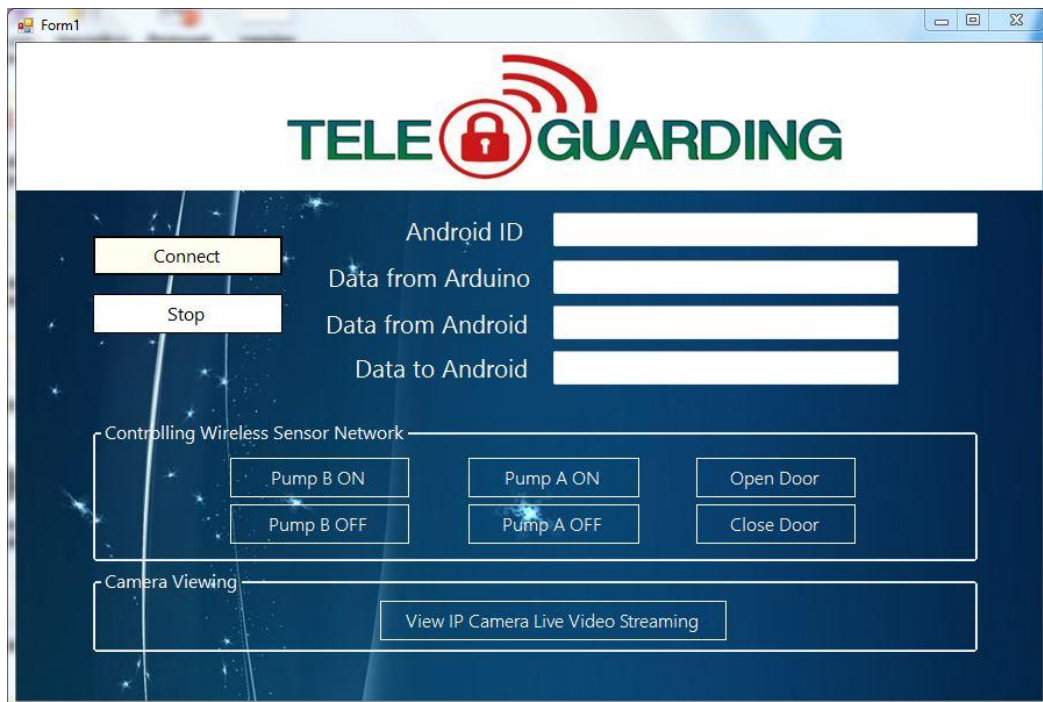 Form1
TELE GUARDING
Connect
Stop
Android ID
Data from Arduino
Data from Android
Data to Android
Controlling Wireless Sensor Network
Pump B ON
Pump A ON
Open Door
Pump B OFF
Pump A OFF
Close Door
Camera Viewing
View IP Camera Live Video Streaming